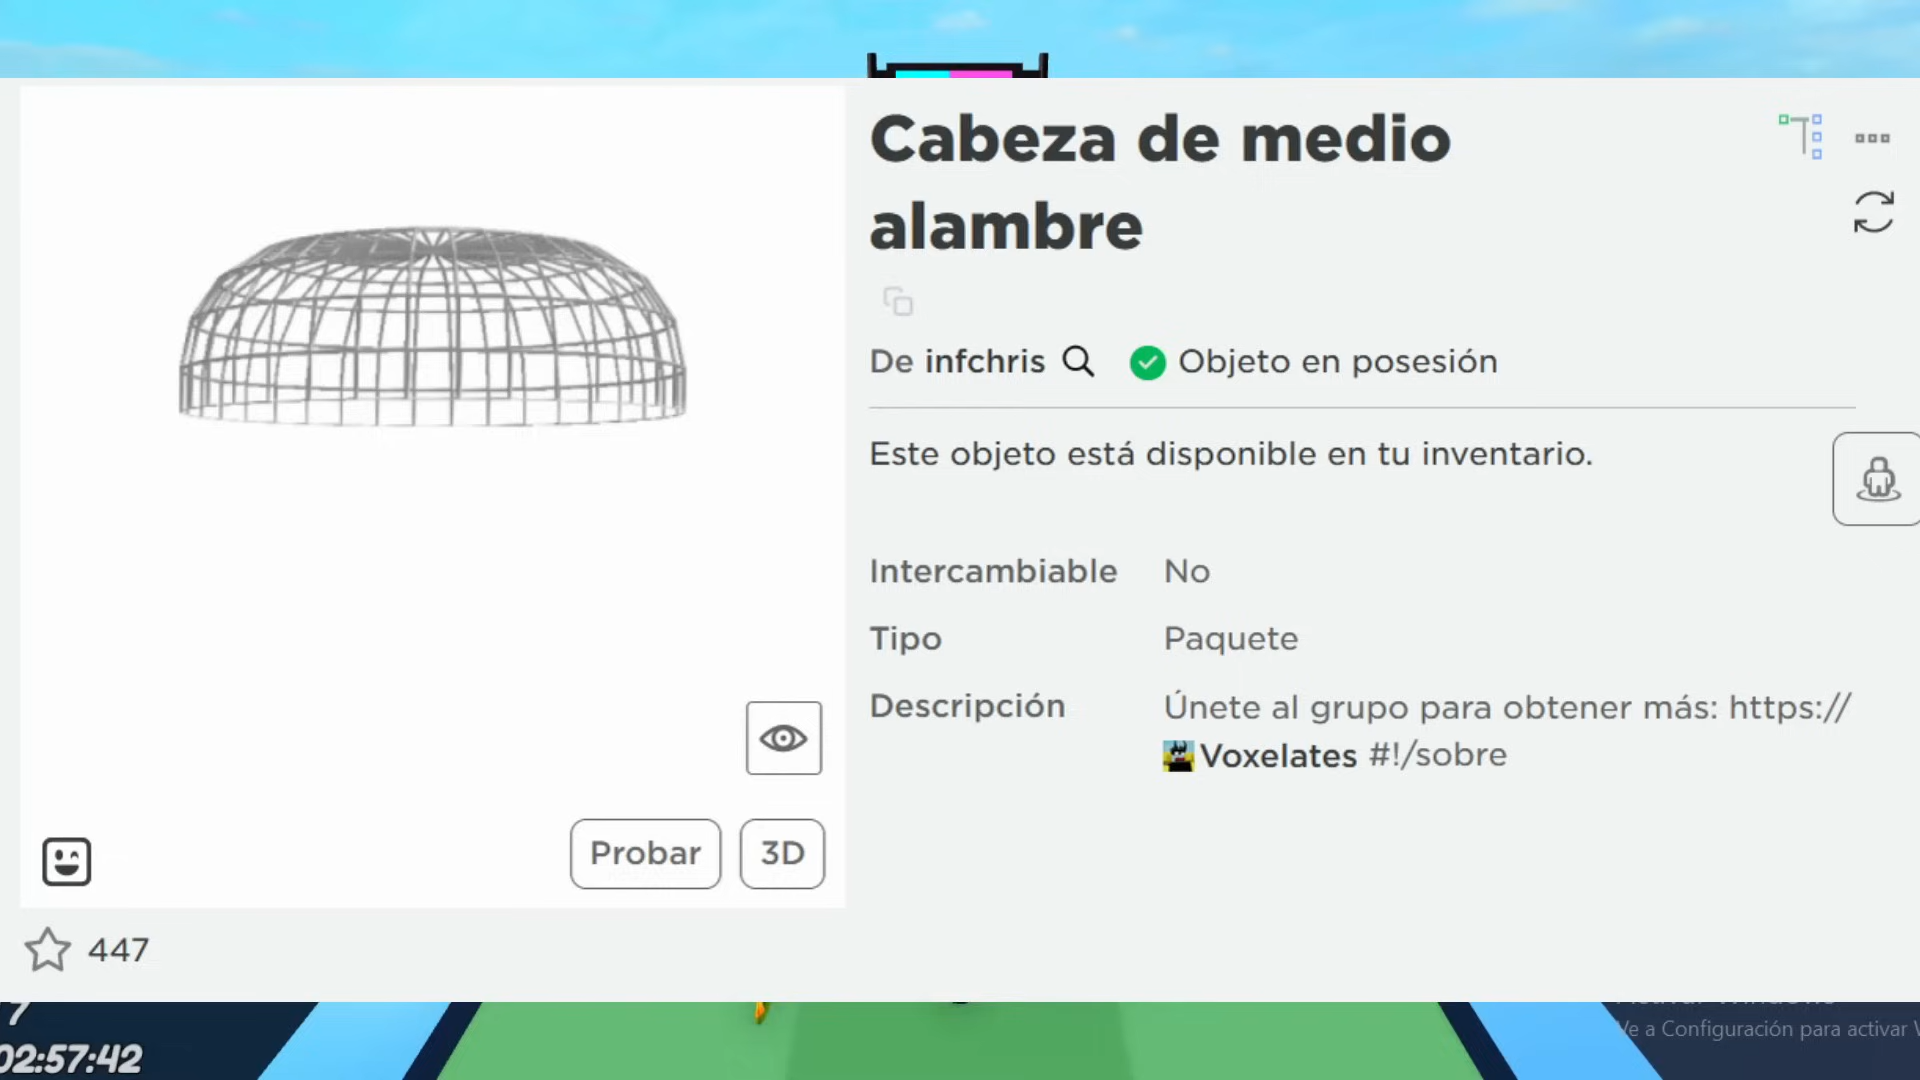 Cabeza de medio
alambre
De infchris
Objeto en posesión
Este objeto está disponible en tu inventario.
Intercambiable No
Tipo Paquete
Descripción Únete al grupo para obtener más: https://
Voxelates #!/sobre
Probar 3D
447
7
02:57:42
Ve a Configuración para activar